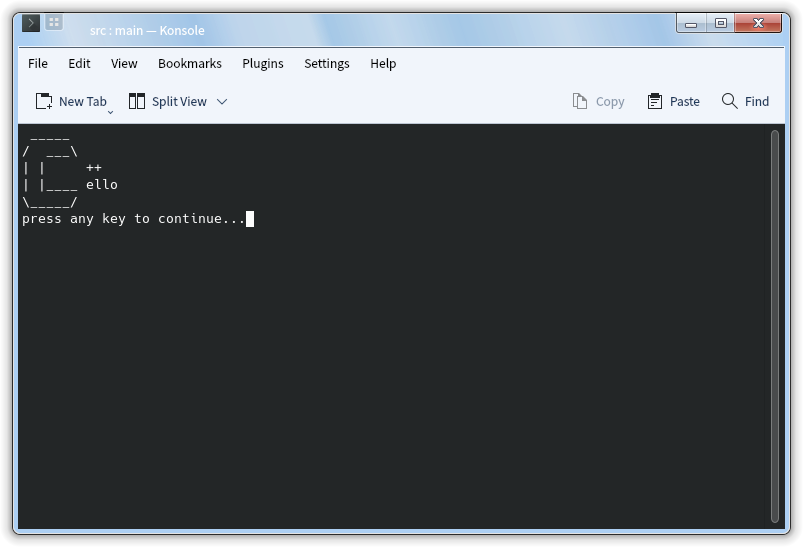 src : main — Konsole
File Edit View Bookmarks Plugins Settings Help
New Tab Split View Copy Paste Find
 _____
/  ___\
| |     ++
| |____ ello
\_____/
press any key to continue...